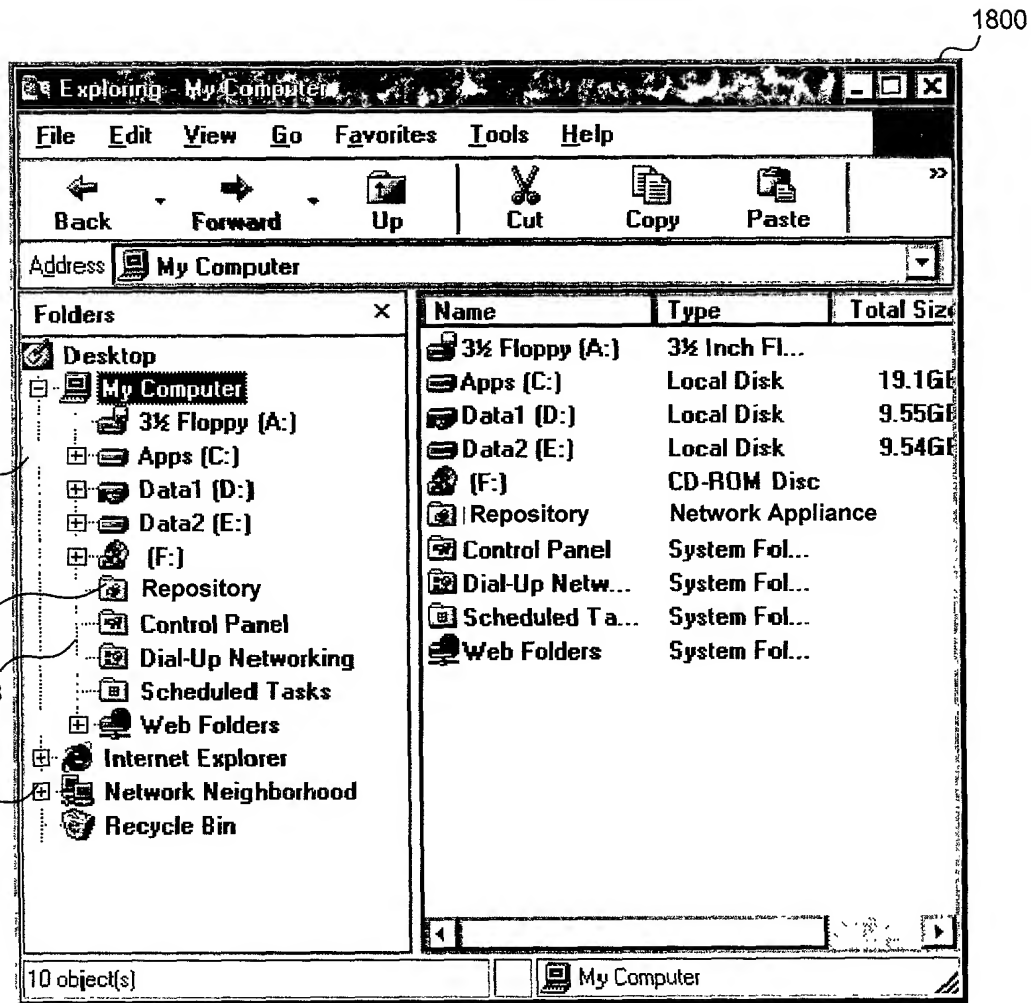 1800
Exploring - My Computer
File Edit View Go Favorites Tools Help
»
Back Forward Up Cut Copy Paste
Address My Computer
Folders ×
Desktop
My Computer
3½ Floppy (A:)
Apps (C:)
Data1 (D:)
Data2 (E:)
(F:)
Repository
Control Panel
Dial-Up Networking
Scheduled Tasks
Web Folders
Internet Explorer
Network Neighborhood
Recycle Bin
Name Type Total Size
3½ Floppy (A:) 3½ Inch Fl...
Apps (C:) Local Disk 19.1GB
Data1 (D:) Local Disk 9.55GB
Data2 (E:) Local Disk 9.54GB
(F:) CD-ROM Disc
Repository Network Appliance
Control Panel System Fol...
Dial-Up Netw... System Fol...
Scheduled Ta... System Fol...
Web Folders System Fol...
10 object(s) My Computer